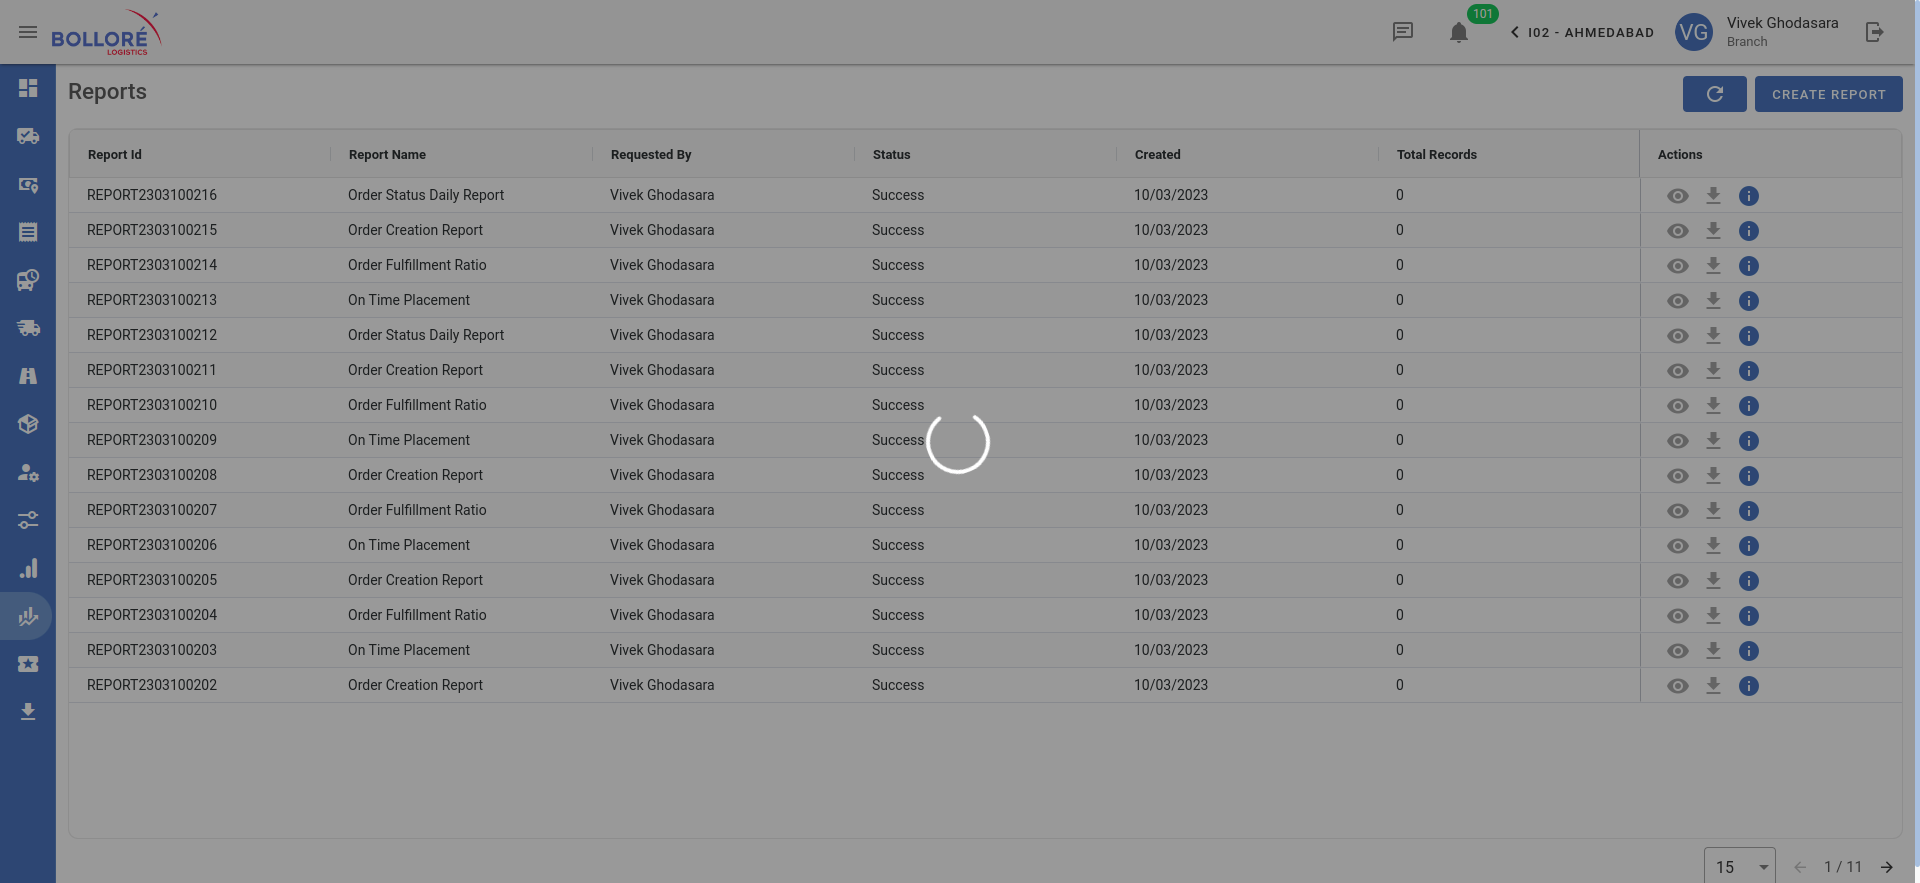 BOLLORÉ
LOGISTICS
101
I02 - AHMEDABAD
VG
Vivek Ghodasara
Branch
Reports
CREATE REPORT
Report Id Report Name Requested By Status Created Total Records Actions
REPORT2303100216 Order Status Daily Report Vivek Ghodasara Success 10/03/2023 0
REPORT2303100215 Order Creation Report Vivek Ghodasara Success 10/03/2023 0
REPORT2303100214 Order Fulfillment Ratio Vivek Ghodasara Success 10/03/2023 0
REPORT2303100213 On Time Placement Vivek Ghodasara Success 10/03/2023 0
REPORT2303100212 Order Status Daily Report Vivek Ghodasara Success 10/03/2023 0
REPORT2303100211 Order Creation Report Vivek Ghodasara Success 10/03/2023 0
REPORT2303100210 Order Fulfillment Ratio Vivek Ghodasara Success 10/03/2023 0
REPORT2303100209 On Time Placement Vivek Ghodasara Success 10/03/2023 0
REPORT2303100208 Order Creation Report Vivek Ghodasara Success 10/03/2023 0
REPORT2303100207 Order Fulfillment Ratio Vivek Ghodasara Success 10/03/2023 0
REPORT2303100206 On Time Placement Vivek Ghodasara Success 10/03/2023 0
REPORT2303100205 Order Creation Report Vivek Ghodasara Success 10/03/2023 0
REPORT2303100204 Order Fulfillment Ratio Vivek Ghodasara Success 10/03/2023 0
REPORT2303100203 On Time Placement Vivek Ghodasara Success 10/03/2023 0
REPORT2303100202 Order Creation Report Vivek Ghodasara Success 10/03/2023 0
15 1 / 11